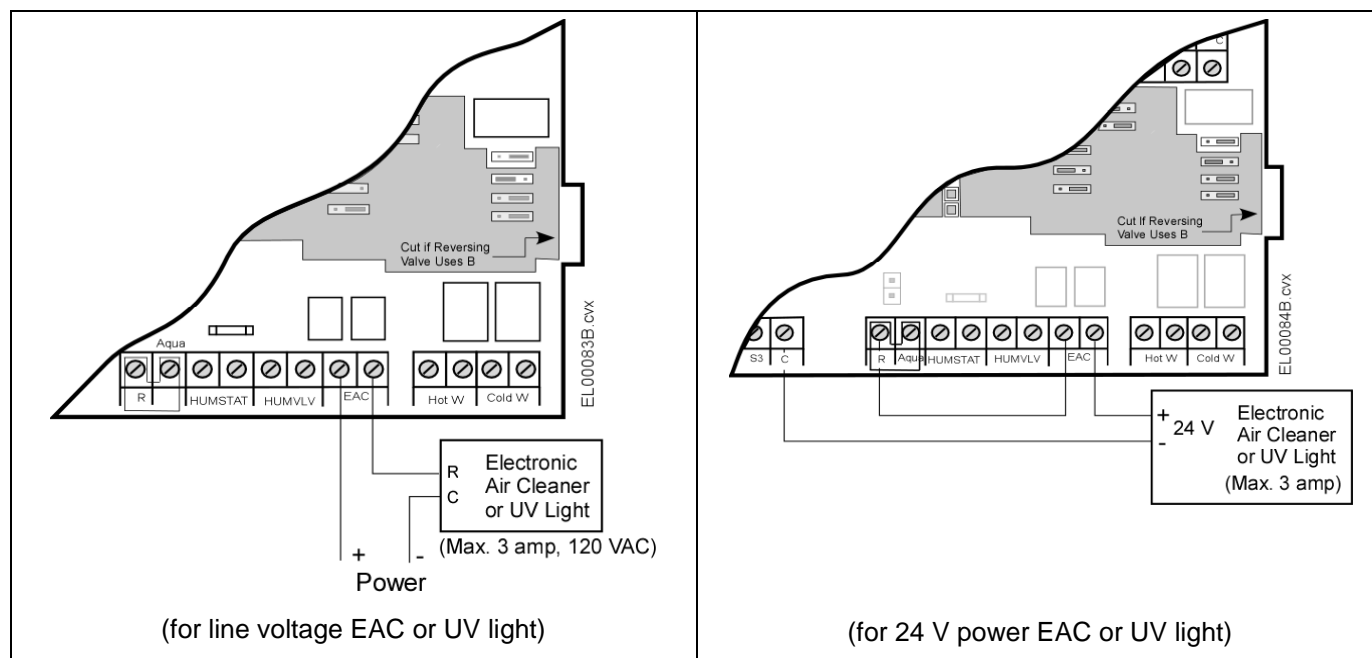 Cut if Reversing
Valve Uses B
EL00083B.cvx
Aqua
R HUMSTAT HUMVLV EAC Hot W Cold W
R
C
Electronic
Air Cleaner
or UV Light
(Max. 3 amp, 120 VAC)
+ -
Power
(for line voltage EAC or UV light)
C
Cut if Reversing
Valve Uses B
EL00084B.cvx
S3 C R Aqua HUMSTAT HUMVLV EAC Hot W Cold W
+
-
24 V
Electronic
Air Cleaner
or UV Light
(Max. 3 amp)
(for 24 V power EAC or UV light)